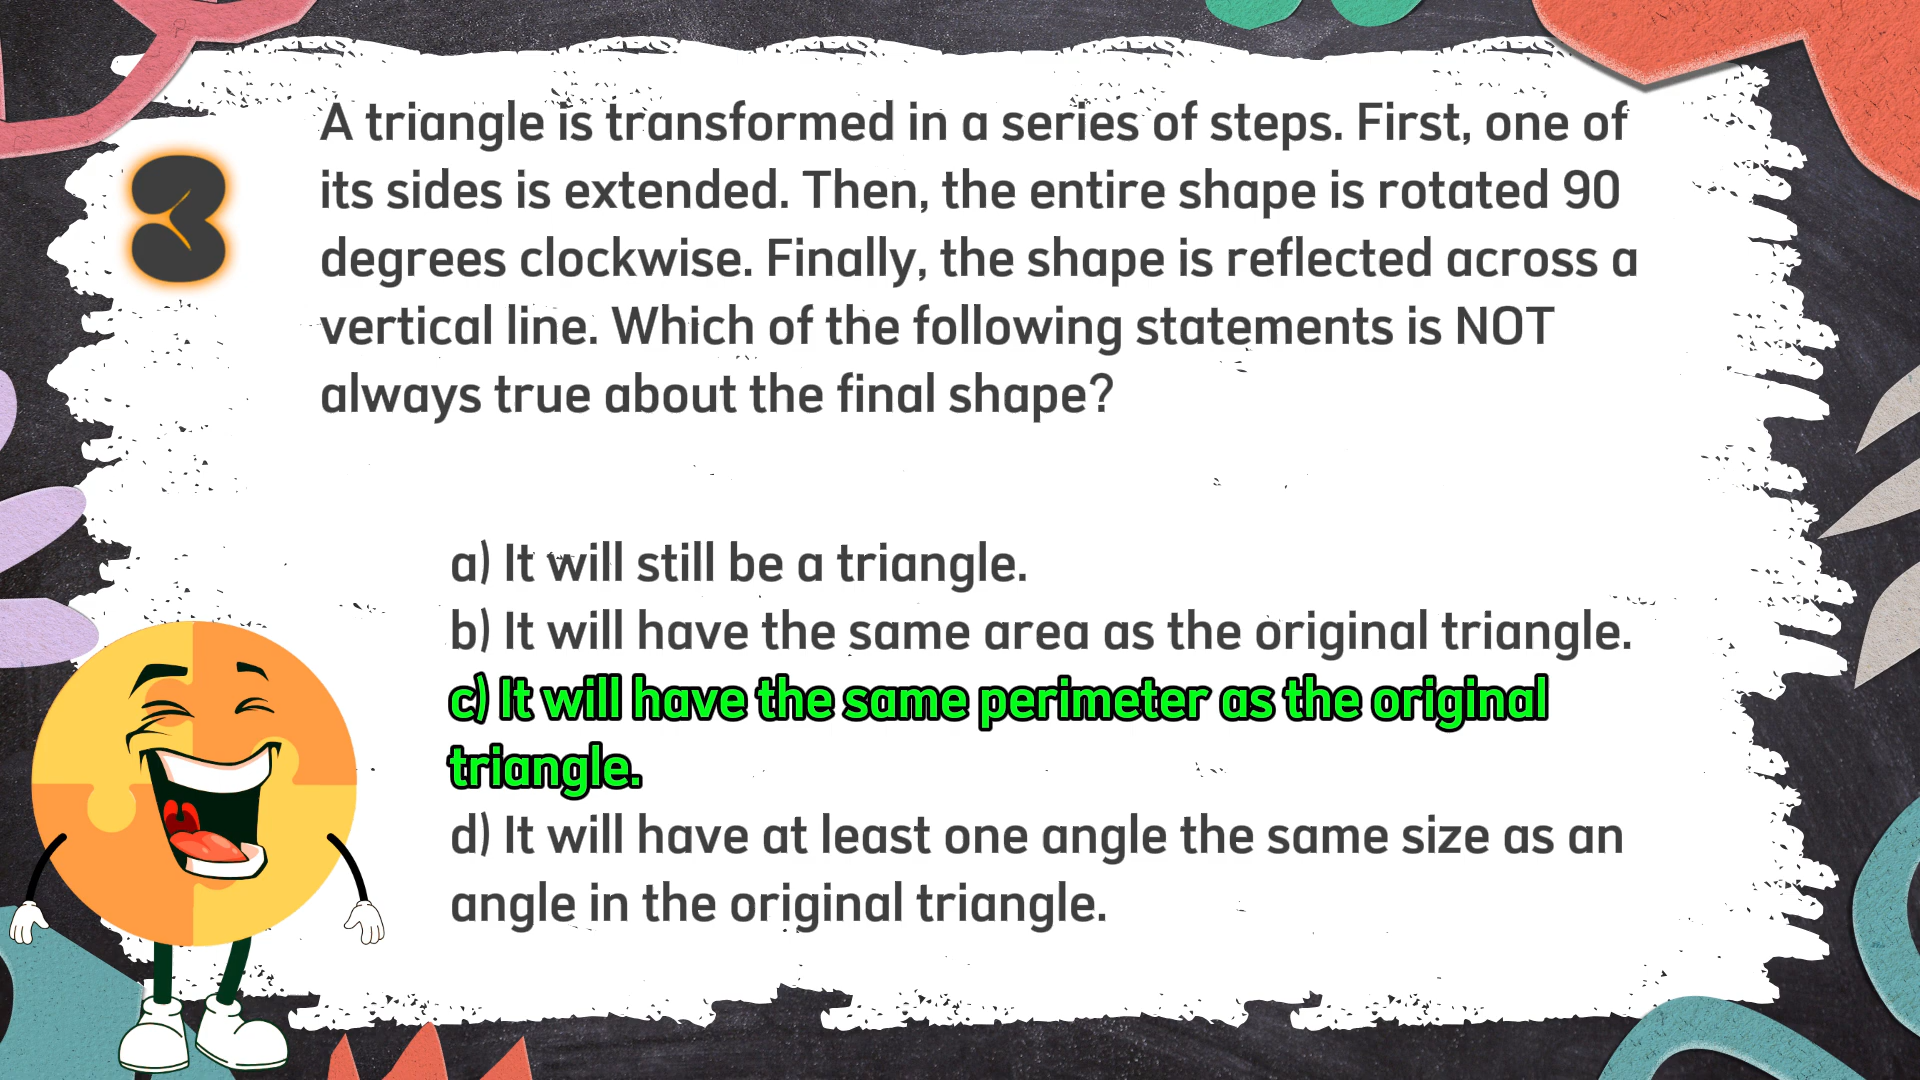 3
A triangle is transformed in a series of steps. First, one of
its sides is extended. Then, the entire shape is rotated 90
degrees clockwise. Finally, the shape is reflected across a
vertical line. Which of the following statements is NOT
always true about the final shape?
a) It will still be a triangle.
b) It will have the same area as the original triangle.
c) It will have the same perimeter as the original
triangle.
d) It will have at least one angle the same size as an
angle in the original triangle.